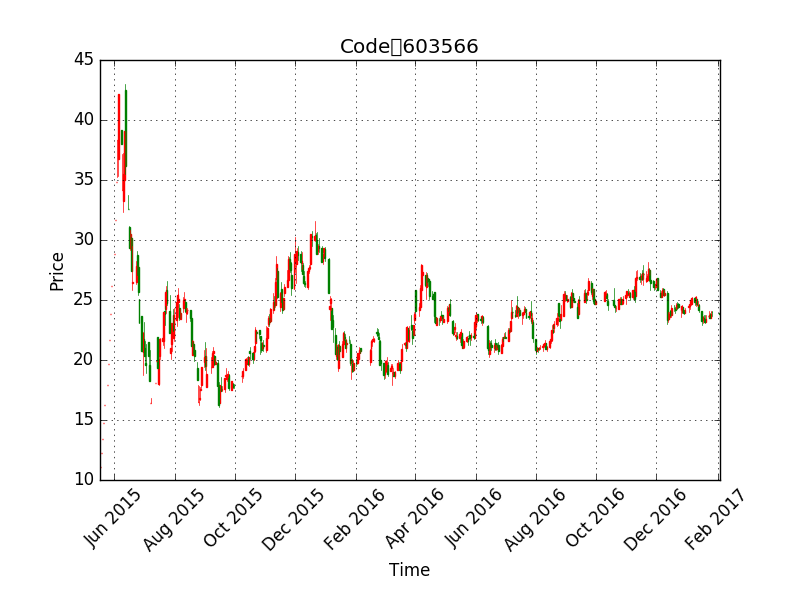 Code▯603566
45
40
35
30
25
20
15
10
Price
Jun 2015
Aug 2015
Oct 2015
Dec 2015
Feb 2016
Apr 2016
Jun 2016
Aug 2016
Oct 2016
Dec 2016
Feb 2017
Time